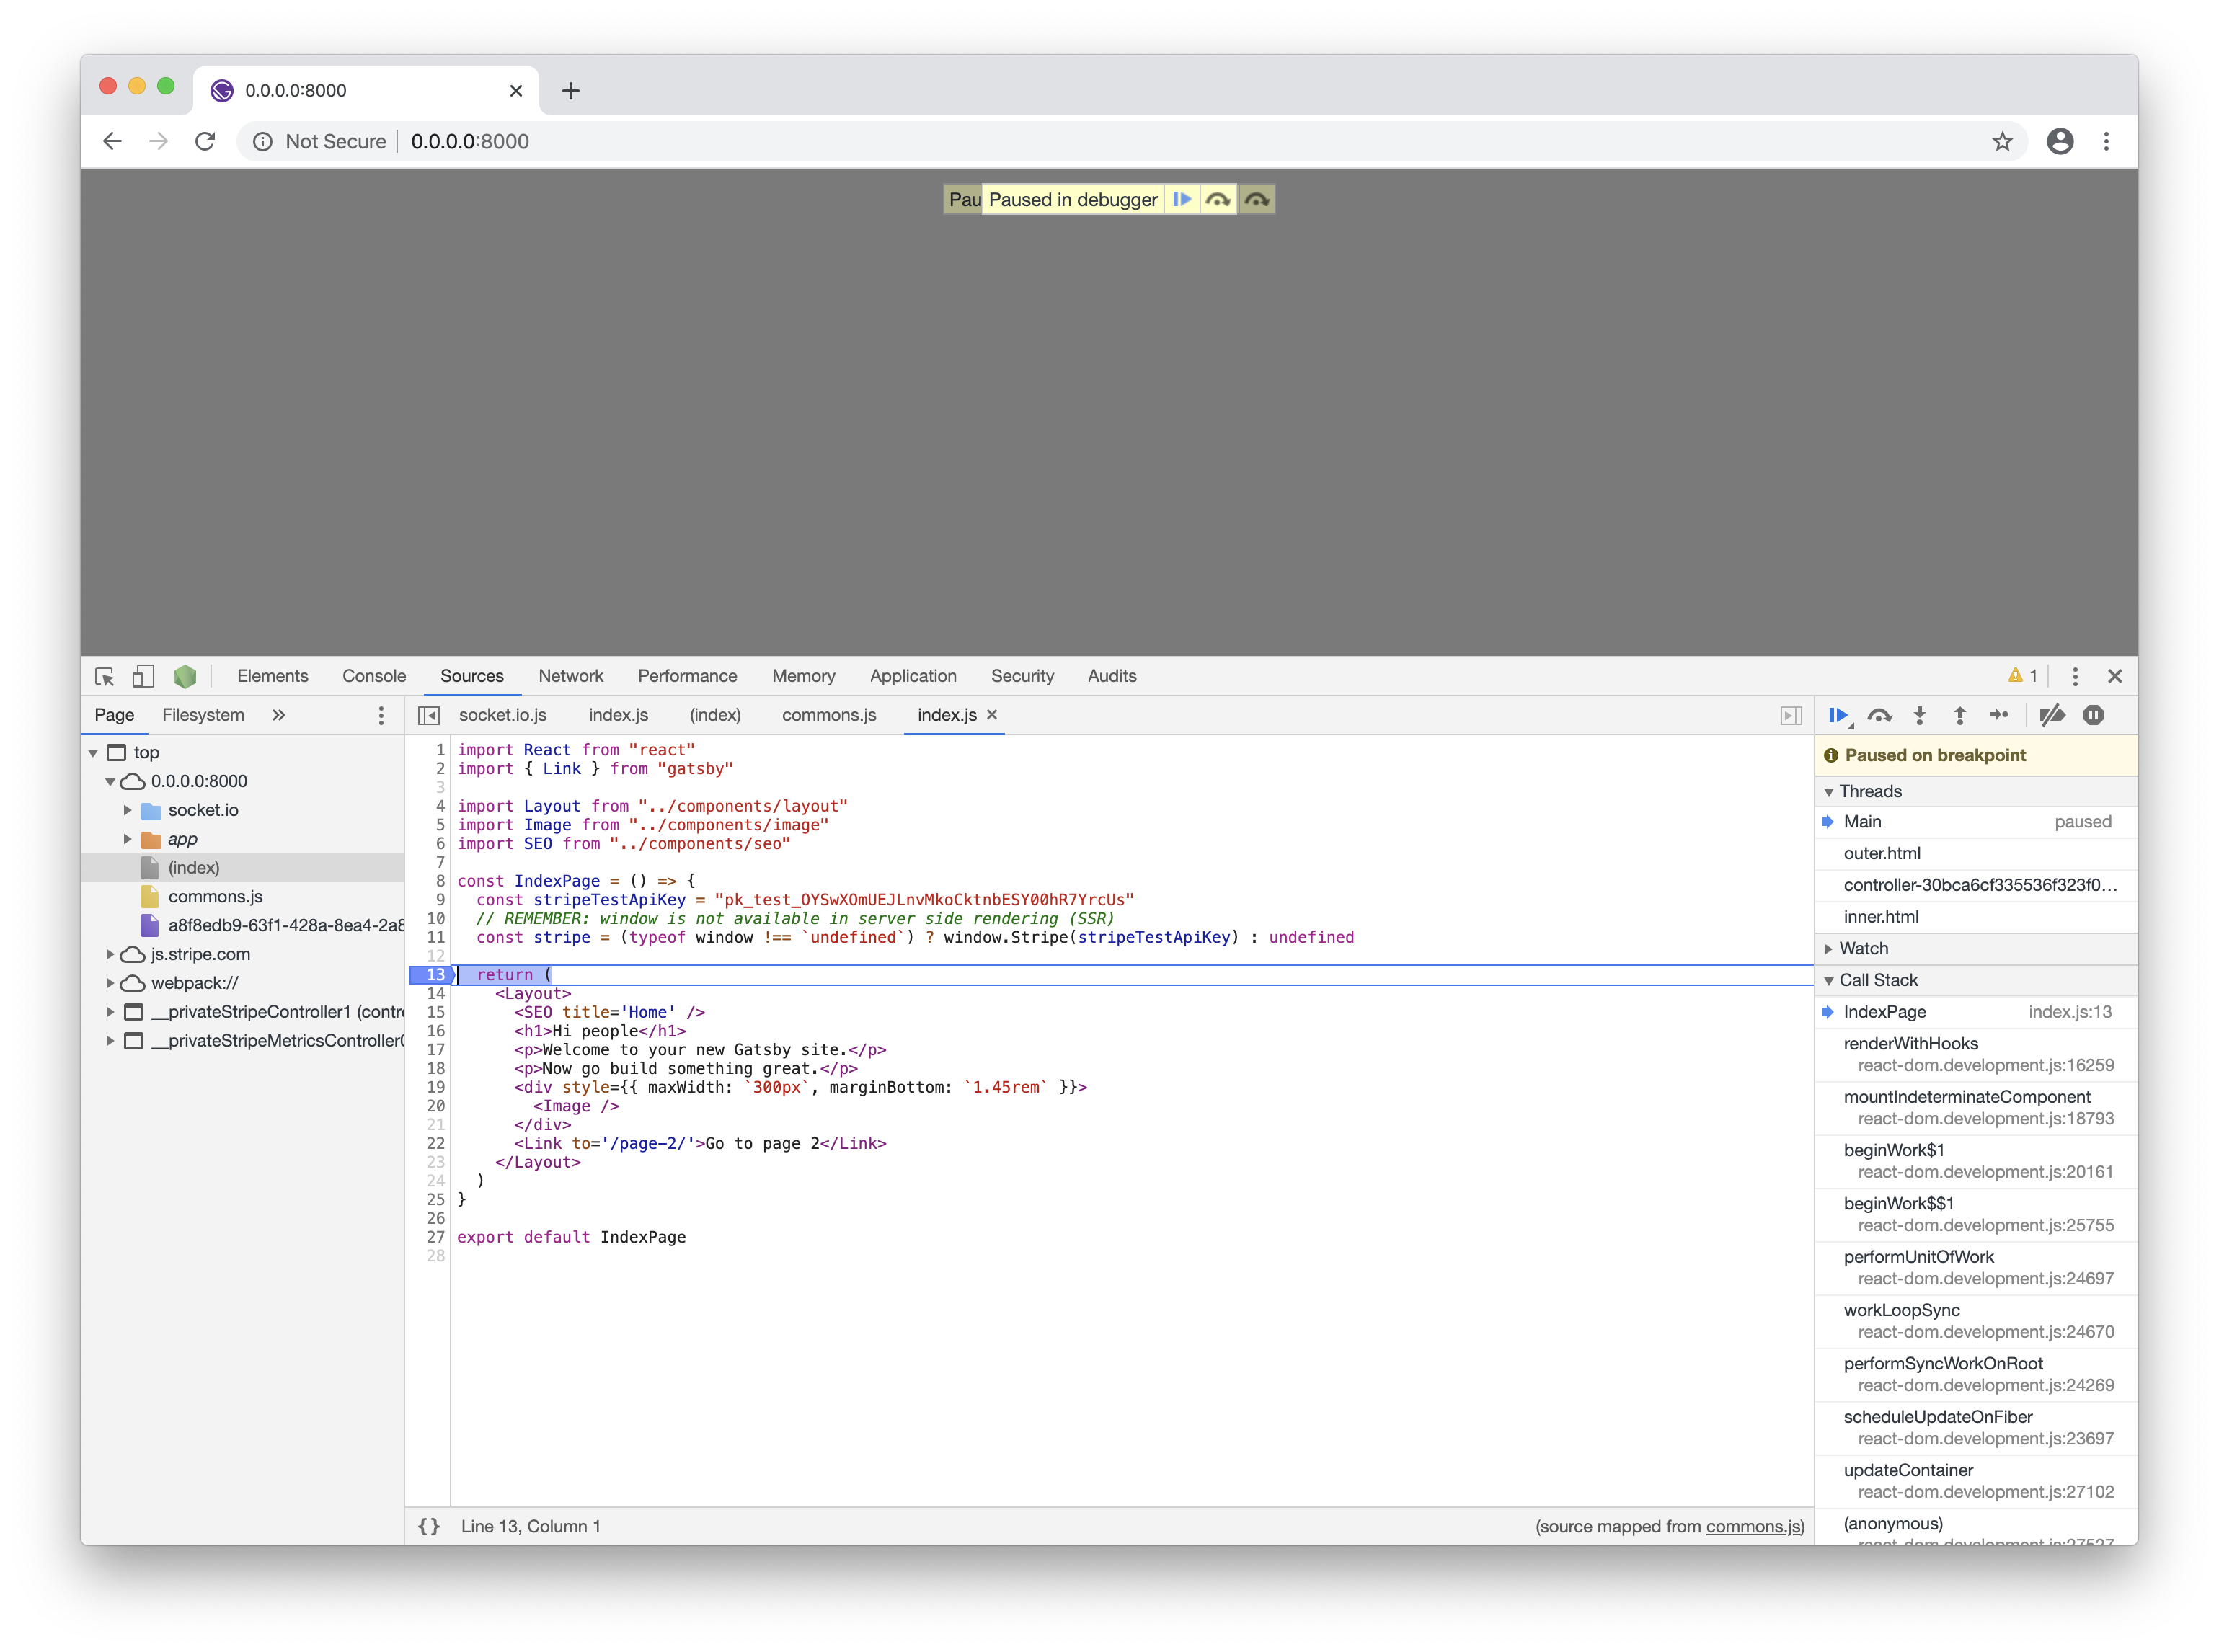 0.0.0.0:8000
Not Secure
0.0.0.0:8000
Pau
Paused in debugger
Elements Console Sources Network Performance Memory Application Security Audits
1
Page Filesystem
top
0.0.0.0:8000
socket.io
app
(index)
commons.js
a8f8edb9-63f1-428a-8ea4-2a8
js.stripe.com
webpack://
__privateStripeController1 (contr
__privateStripeMetricsController
socket.io.js index.js (index) commons.js index.js
1 import React from "react"
2 import { Link } from "gatsby"
3
4 import Layout from "../components/layout"
5 import Image from "../components/image"
6 import SEO from "../components/seo"
7
8 const IndexPage = () => {
9 const stripeTestApiKey = "pk_test_OYSwXOmUEJLnvMkoCktnbESY00hR7YrcUs"
10 // REMEMBER: window is not available in server side rendering (SSR)
11 const stripe = (typeof window !== `undefined`) ? window.Stripe(stripeTestApiKey) : undefined
12
13 return (
14 <Layout>
15 <SEO title='Home' />
16 <h1>Hi people</h1>
17 <p>Welcome to your new Gatsby site.</p>
18 <p>Now go build something great.</p>
19 <div style={{ maxWidth: `300px`, marginBottom: `1.45rem` }}>
20 <Image />
21 </div>
22 <Link to='/page-2/'>Go to page 2</Link>
23 </Layout>
24 )
25 }
26
27 export default IndexPage
28
{} Line 13, Column 1
(source mapped from commons.js)
Paused on breakpoint
Threads
Main paused
outer.html
controller-30bca6cf335536f323f0…
inner.html
Watch
Call Stack
IndexPage index.js:13
renderWithHooks
react-dom.development.js:16259
mountIndeterminateComponent
react-dom.development.js:18793
beginWork$1
react-dom.development.js:20161
beginWork$$1
react-dom.development.js:25755
performUnitOfWork
react-dom.development.js:24697
workLoopSync
react-dom.development.js:24670
performSyncWorkOnRoot
react-dom.development.js:24269
scheduleUpdateOnFiber
react-dom.development.js:23697
updateContainer
react-dom.development.js:27102
(anonymous)
react-dom.development.js:27527